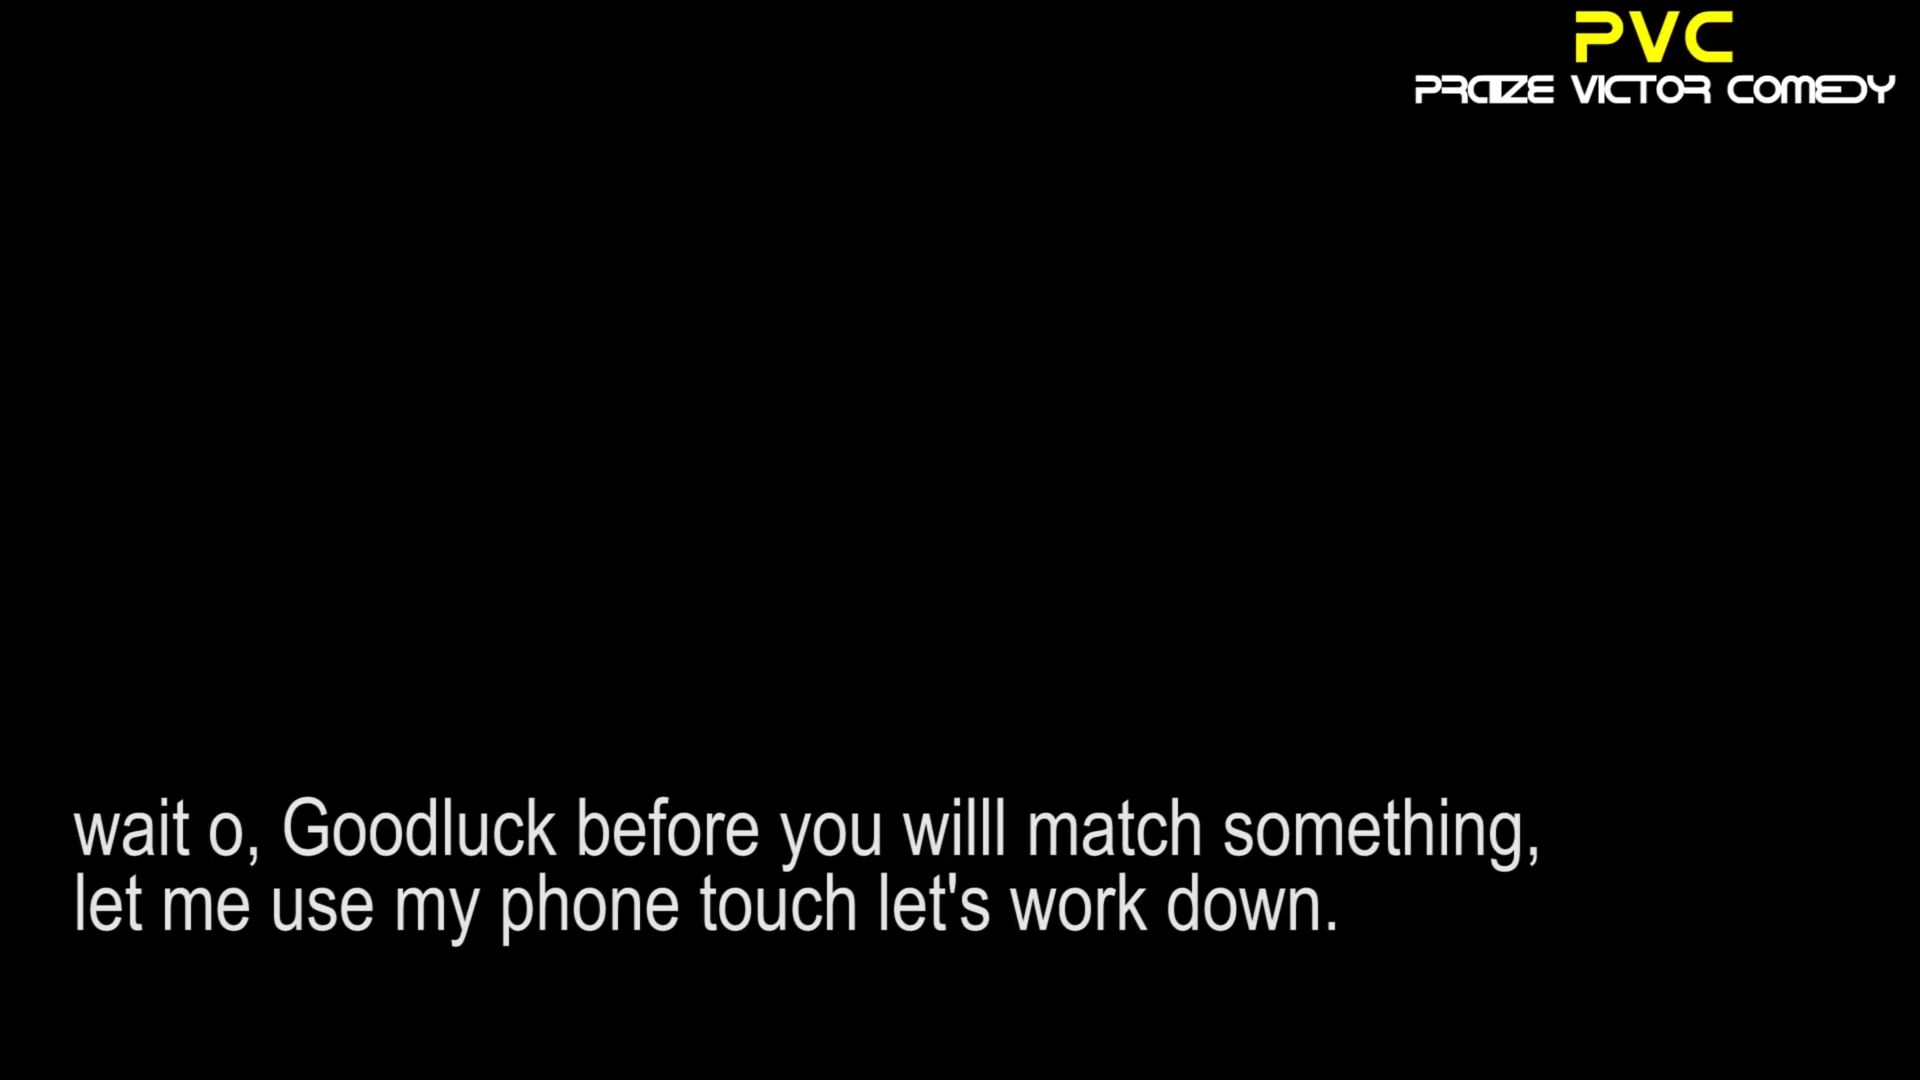 PVC
PRAIZE VICTOR COMEDY
wait o, Goodluck before you willl match something,
let me use my phone touch let's work down.